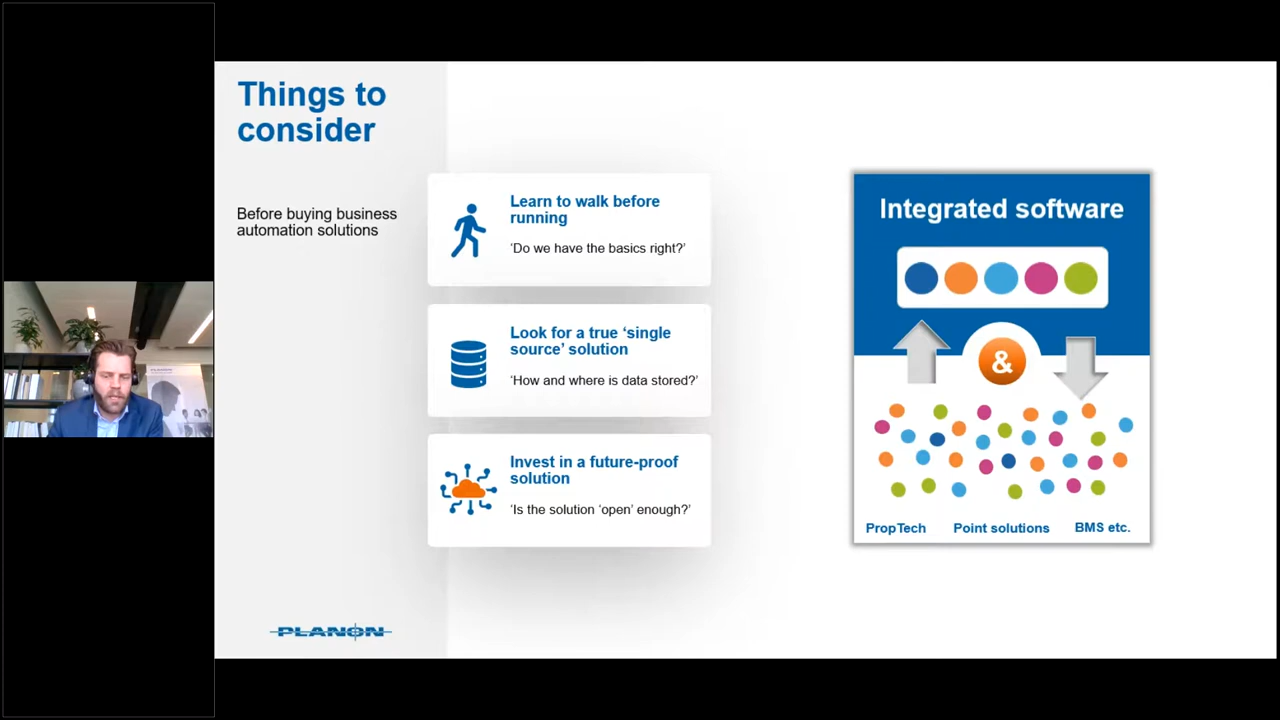 Things to
consider
Before buying business
automation solutions
Learn to walk before
running
‘Do we have the basics right?’
Look for a true ‘single
source’ solution
‘How and where is data stored?’
Invest in a future-proof
solution
‘Is the solution ‘open’ enough?’
Integrated software
&
PropTech
Point solutions
BMS etc.
PLANON